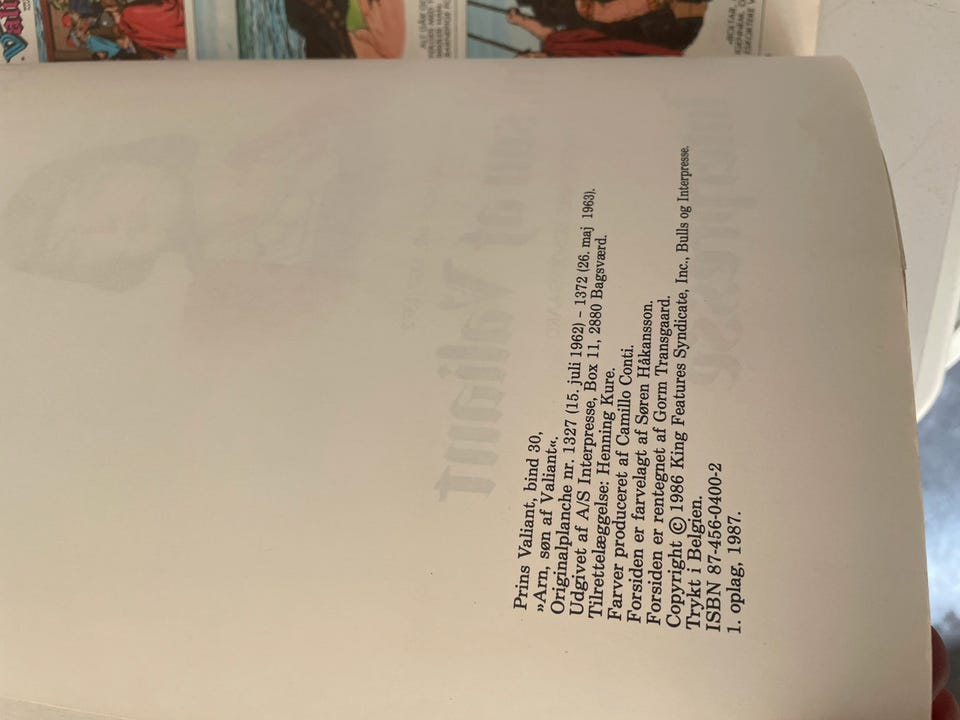 Prins Valiant, bind 30,
»Arn, søn af Valiant«.
Originalplanche nr. 1327 (15. juli 1962) – 1372 (26. maj 1963).
Udgivet af A/S Interpresse, Box 11, 2880 Bagsværd.
Tilrettelæggelse: Henning Kure.
Farver produceret af Camillo Conti.
Forsiden er farvelagt af Søren Håkansson.
Forsiden er rentegnet af Gorm Transgaard.
Copyright © 1986 King Features Syndicate, Inc., Bulls og Interpresse.
Trykt i Belgien.
ISBN 87-456-0400-2
1. oplag, 1987.